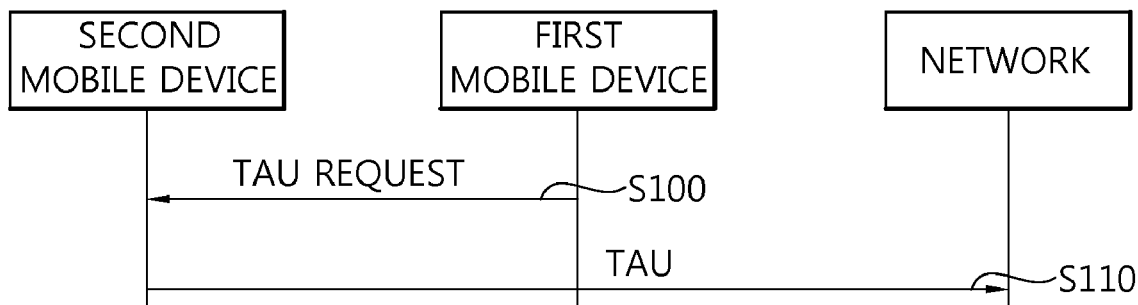 SECOND
MOBILE DEVICE
FIRST
MOBILE DEVICE
NETWORK
TAU REQUEST
S100
TAU
S110